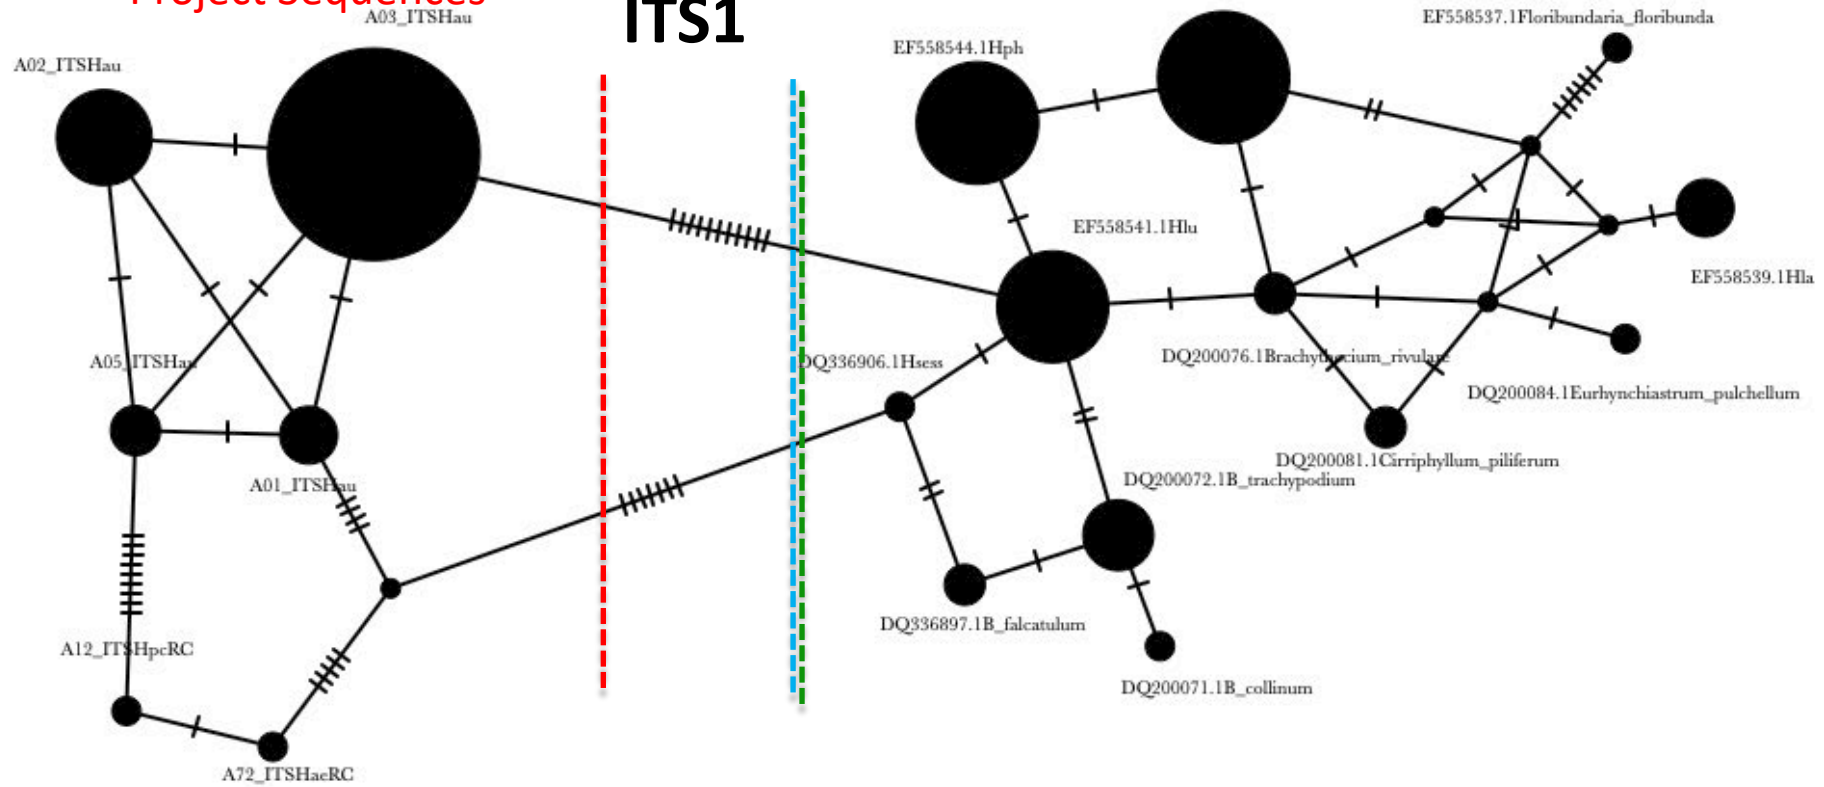 Project Sequences
ITS1
A03_ITSHau
EF558537.1Floribundaria_floribunda
EF558544.1Hph
A02_ITSHau
EF558541.1Hlu
EF558539.1Hla
A05_ITSHau
DQ336906.1Hsess
DQ200076.1Brachythecium_rivulare
DQ200084.1Eurhynchiastrum_pulchellum
DQ200081.1Cirriphyllum_piliferum
A01_ITSHau
DQ200072.1B_trachypodium
DQ336897.1B_falcatulum
A12_ITSHpcRC
DQ200071.1B_collinum
A72_ITSHaeRC